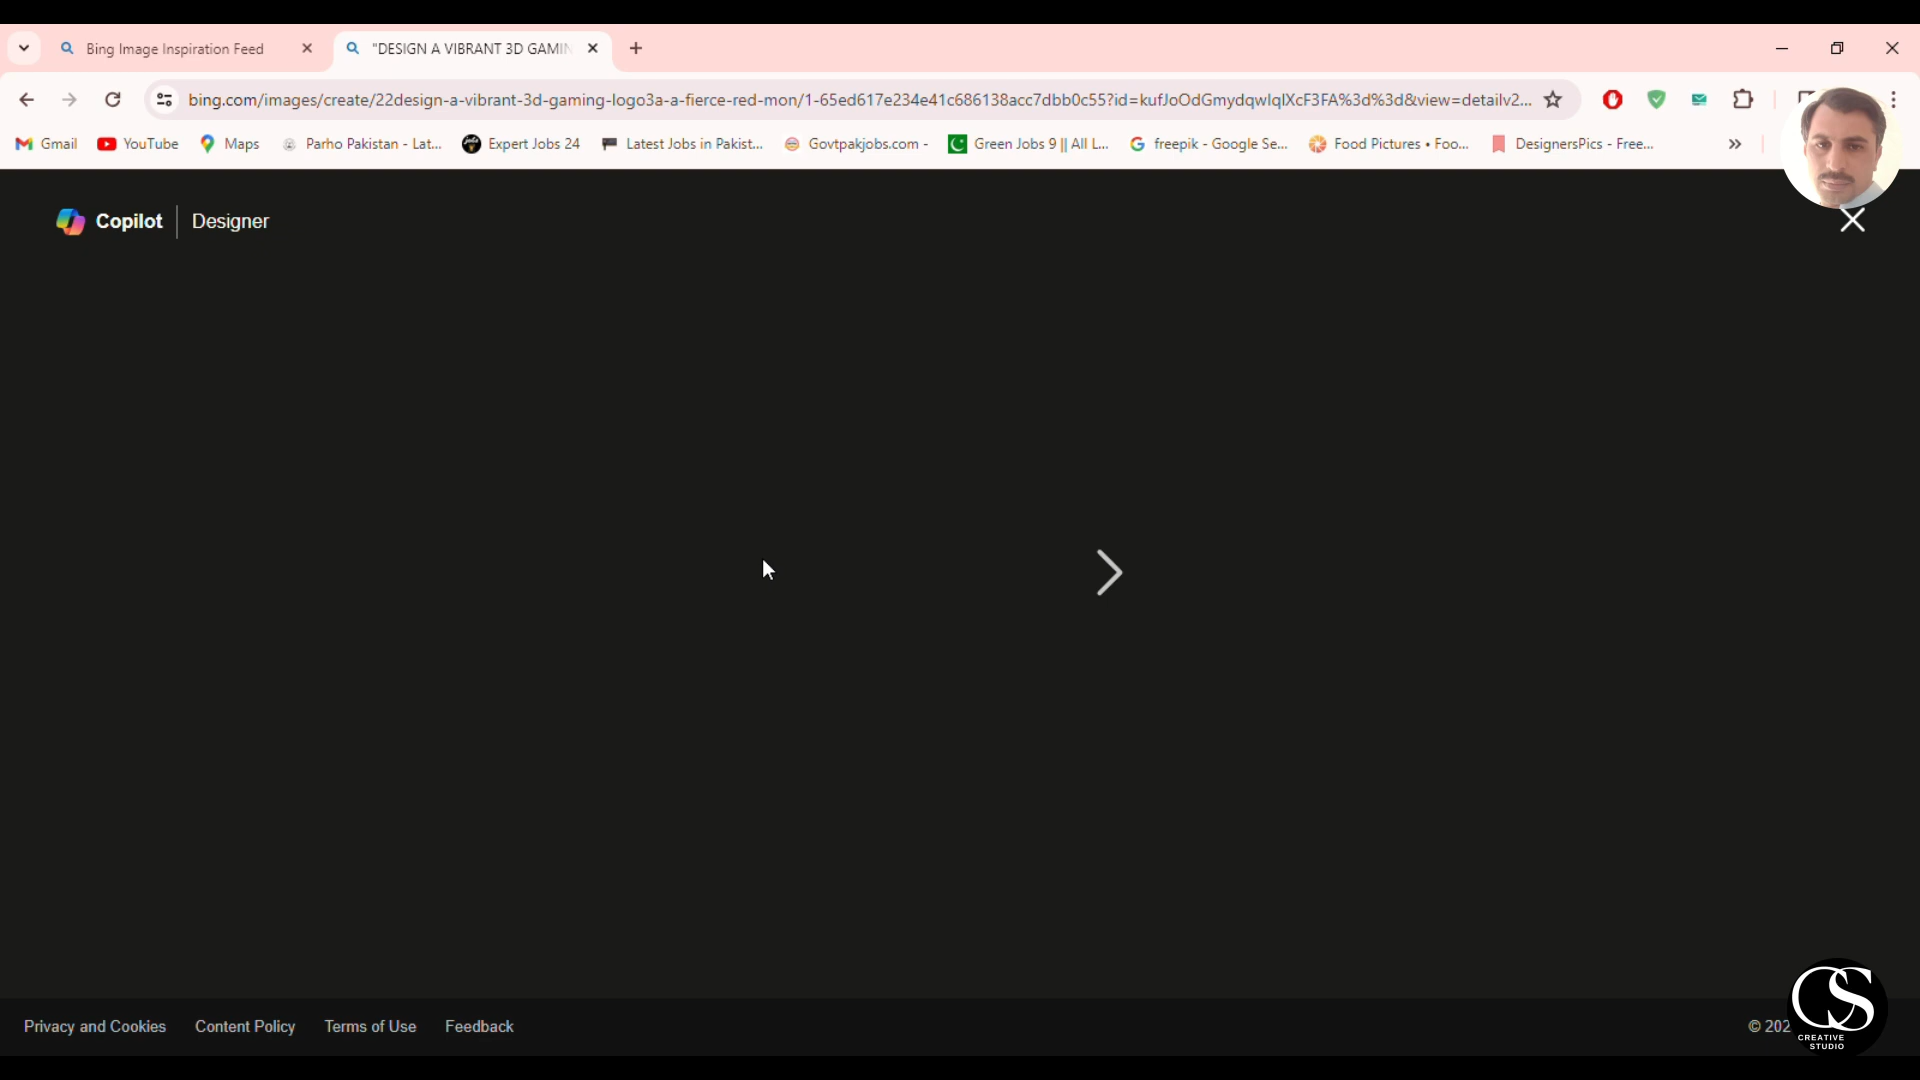 Bing Image Inspiration Feed
"DESIGN A VIBRANT 3D GAMIN
bing.com/images/create/22design-a-vibrant-3d-gaming-logo3a-a-fierce-red-mon/1-65ed617e234e41c686138acc7dbb0c55?id=kufJoOdGmydqwIqIXcF3FA%3d%3d&view=detailv2...
Gmail
YouTube
Maps
Parho Pakistan - Lat...
Expert Jobs 24
Latest Jobs in Pakist...
Govtpakjobs.com -
Green Jobs 9 || All L...
freepik - Google Se...
Food Pictures • Foo...
DesignersPics - Free...
Copilot
Designer
Privacy and Cookies
Content Policy
Terms of Use
Feedback
© 202
CS
CREATIVE
STUDIO